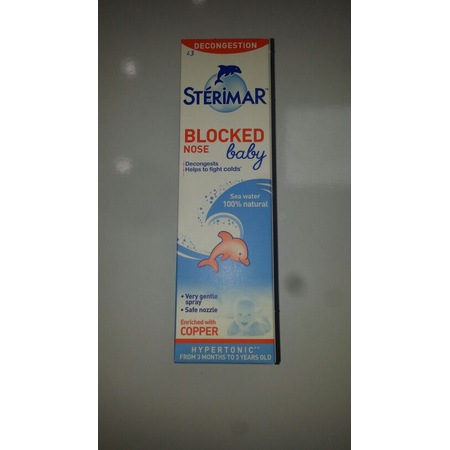 DECONGESTION
STÉRIMAR
BLOCKED
NOSE baby
Decongests
Helps to fight colds
Sea water
100% natural
• Very gentle
spray
• Safe nozzle
Enriched with
COPPER
HYPERTONIC
FROM 3 MONTHS TO 3 YEARS OLD